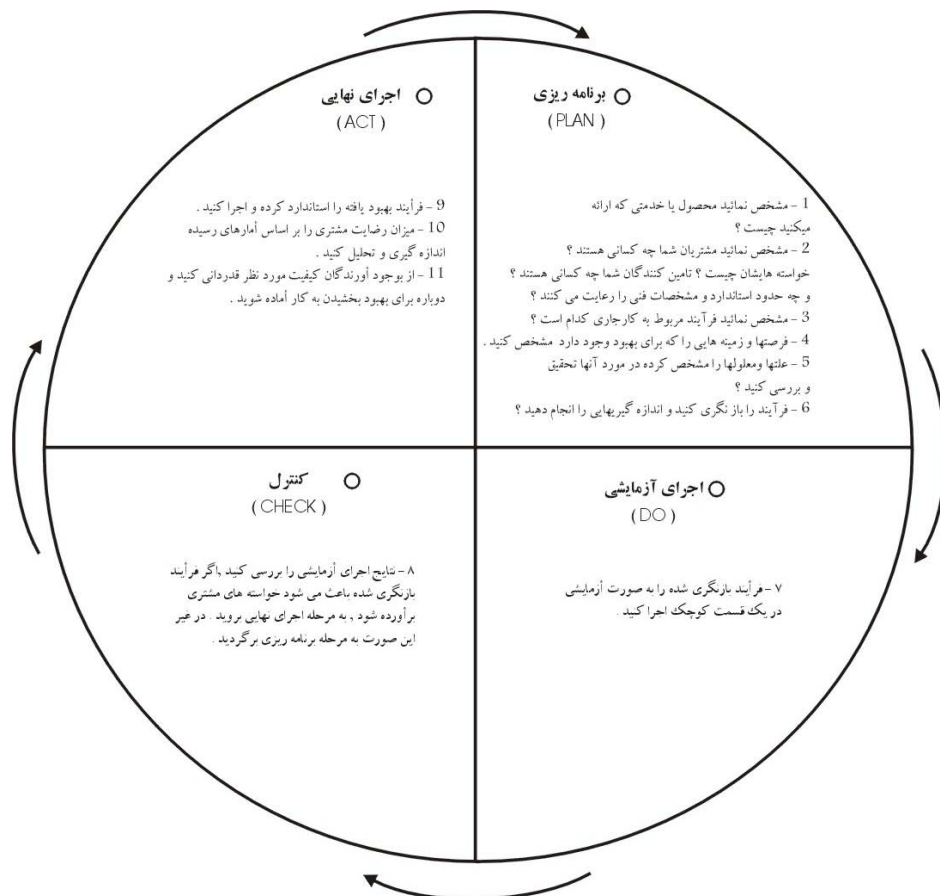 برنامه ریزی
( PLAN )
1 - مشخص نمائید محصول یا خدمتی که ارائه
میکنید چیست ؟
2 - مشخص نمائید مشتریان شما چه کسانی هستند ؟
خواسته هایشان چیست ؟ تامین کنندگان شما چه کسانی هستند ؟
و چه حدود استاندارد و مشخصات فنی را رعایت می کنند ؟
3 - مشخص نمائید فرآیند مربوط به کارجاری کدام است ؟
4 - فرصتها و زمینه هایی را که برای بهبود وجود دارد مشخص کنید .
5 - علتها ومعلولها را مشخص کرده در مورد آنها تحقیق
و بررسی کنید ؟
6 - فرآیند را باز نگری کنید و اندازه گیریهایی را انجام دهید ؟
اجرای آزمایشی
( DO )
۷ - فرآیند بازنگری شده را به صورت آزمایشی
در یک قسمت کوچک اجرا کنید .
کنترل
( CHECK )
۸ - نتایج اجرای آزمایشی را بررسی کنید ,اگر فرآیند
بازنگری شده باعث می شود خواسته های مشتری
برآورده شود , به مرحله اجرای نهایی بروید . در غیر
این صورت به مرحله برنامه ریزی برگردید .
اجرای نهایی
( ACT )
9 - فرآیند بهبود یافته را استاندارد کرده و اجرا کنید .
10 - میزان رضایت مشتری را بر اساس آمارهای رسیده
اندازه گیری و تحلیل کنید .
11 - از بوجود آورندگان کیفیت مورد نظر قدردانی کنید و
دوباره برای بهبود بخشیدن به کار آماده شوید .